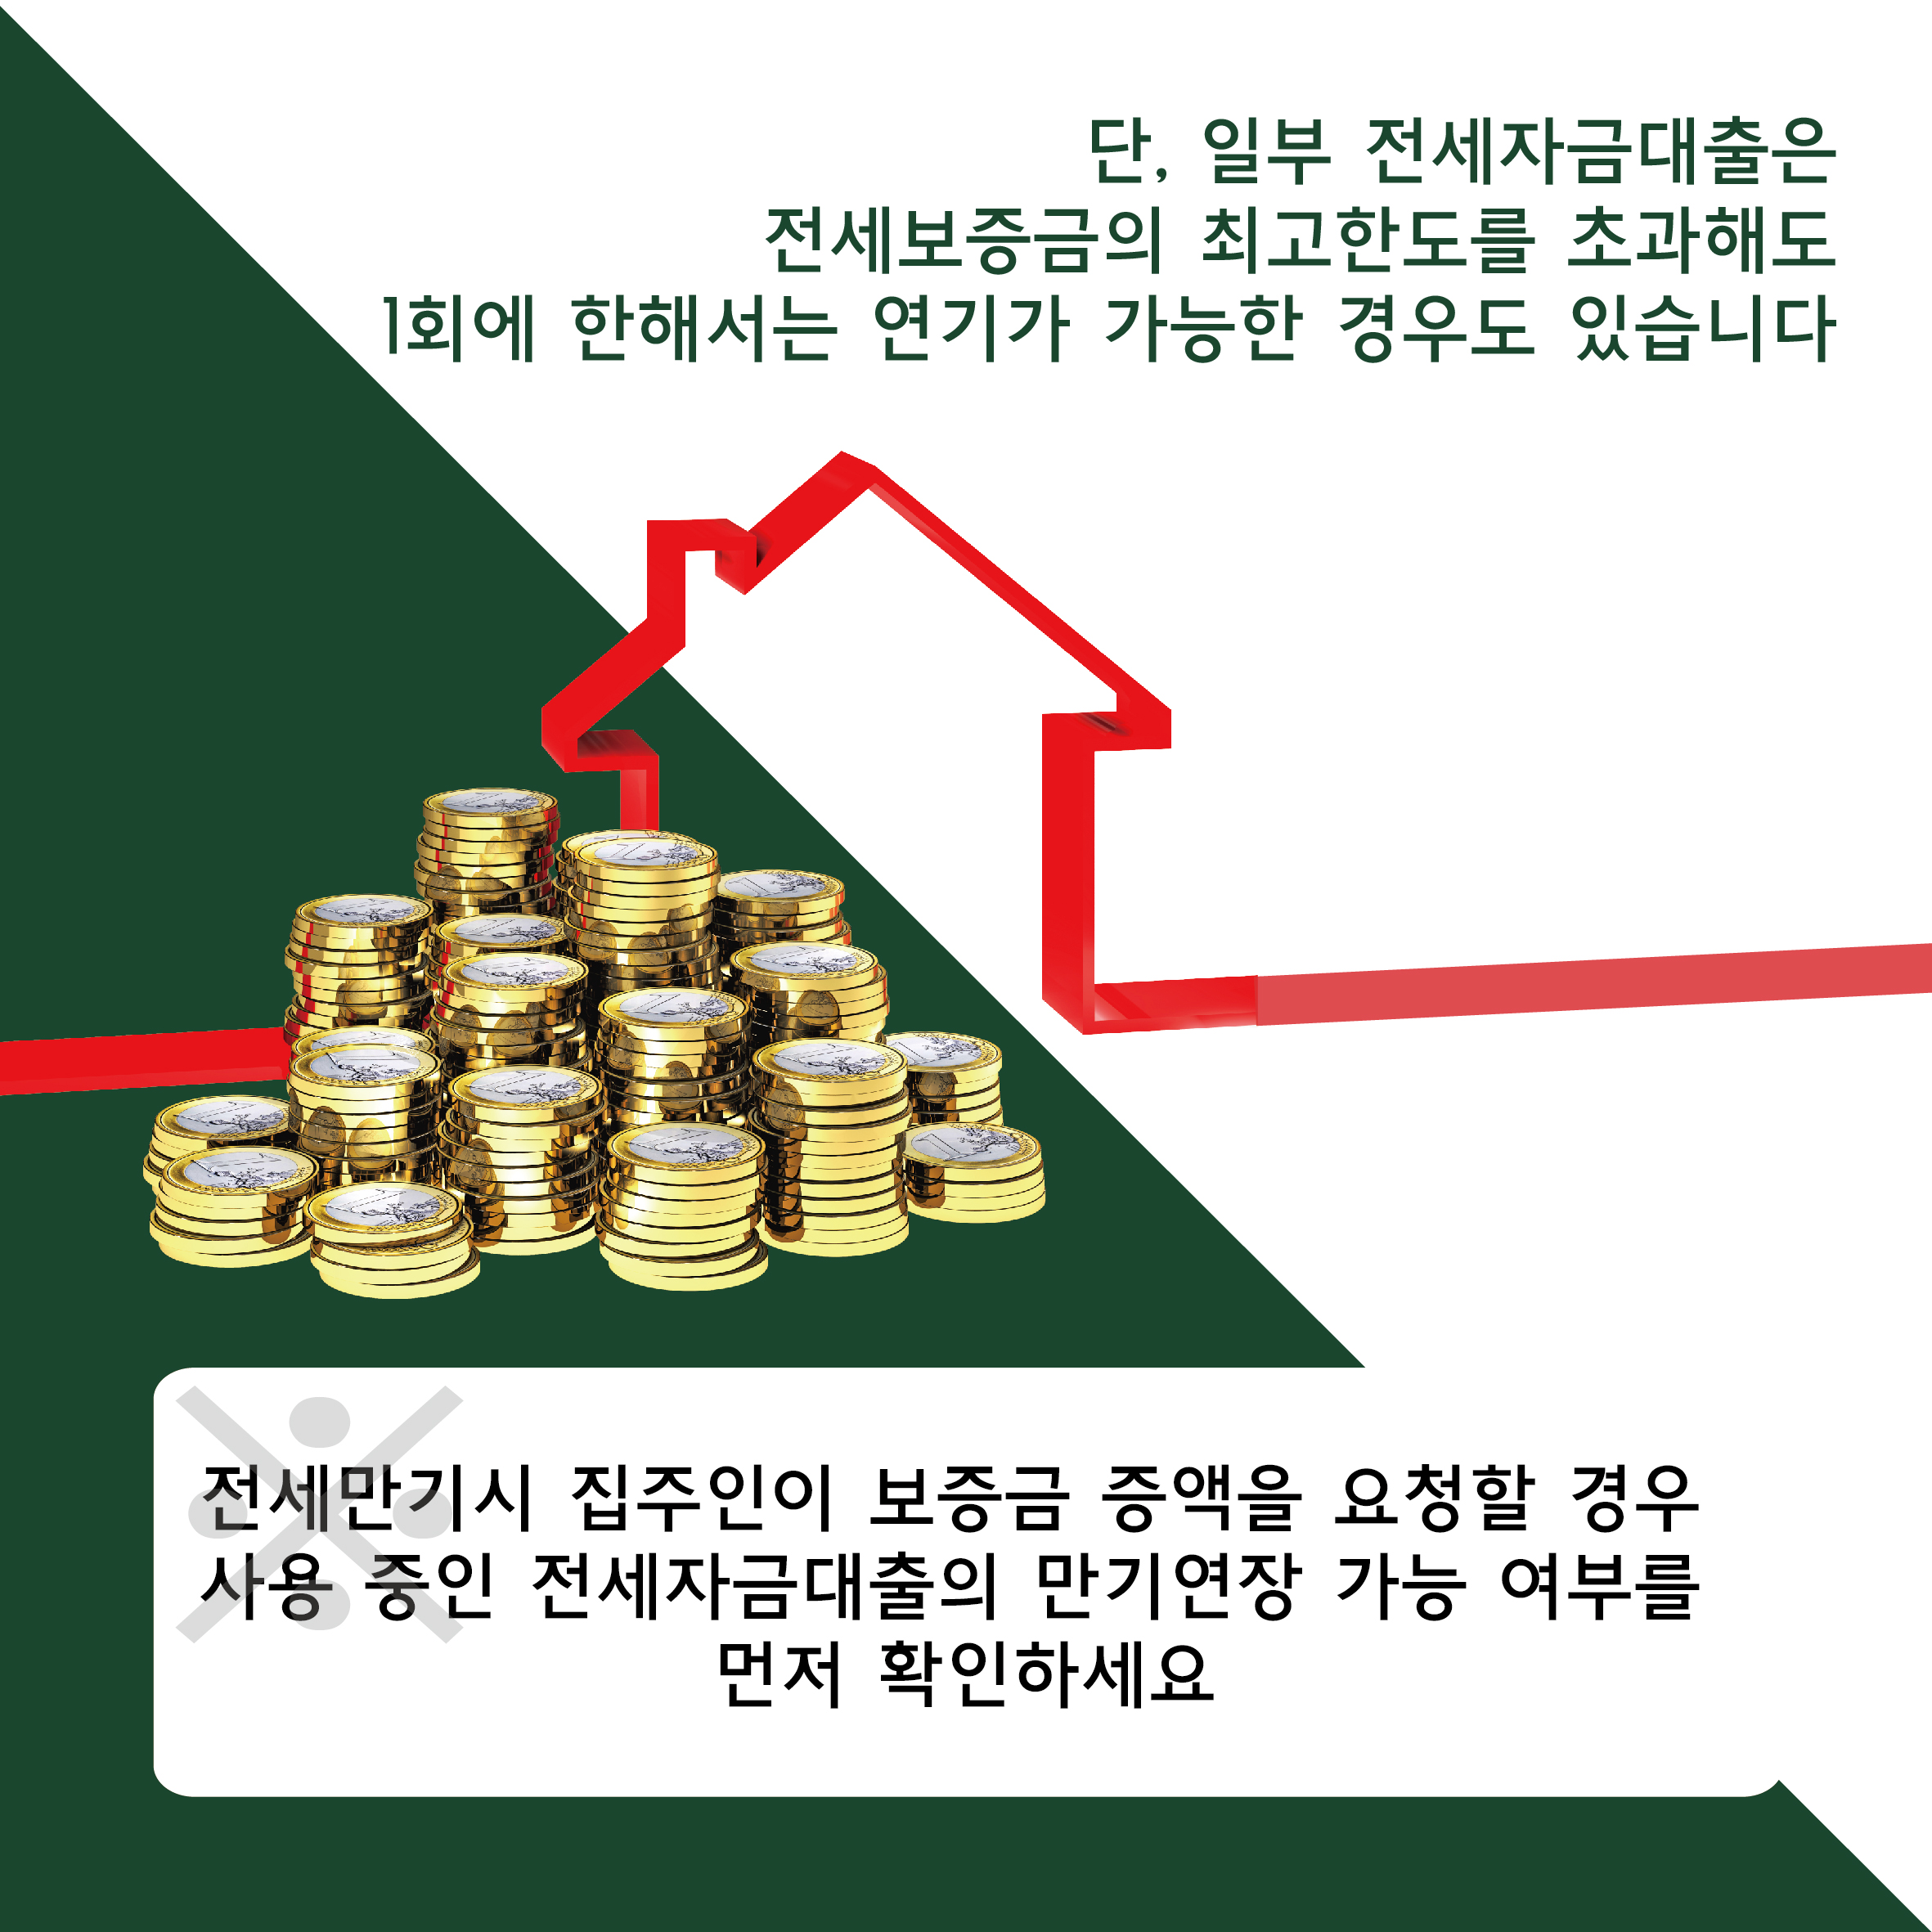 단, 일부 전세자금대출은
전세보증금의 최고한도를 초과해도
1회에 한해서는 연기가 가능한 경우도 있습니다
※
전세만기시 집주인이 보증금 증액을 요청할 경우
사용 중인 전세자금대출의 만기연장 가능 여부를
먼저 확인하세요